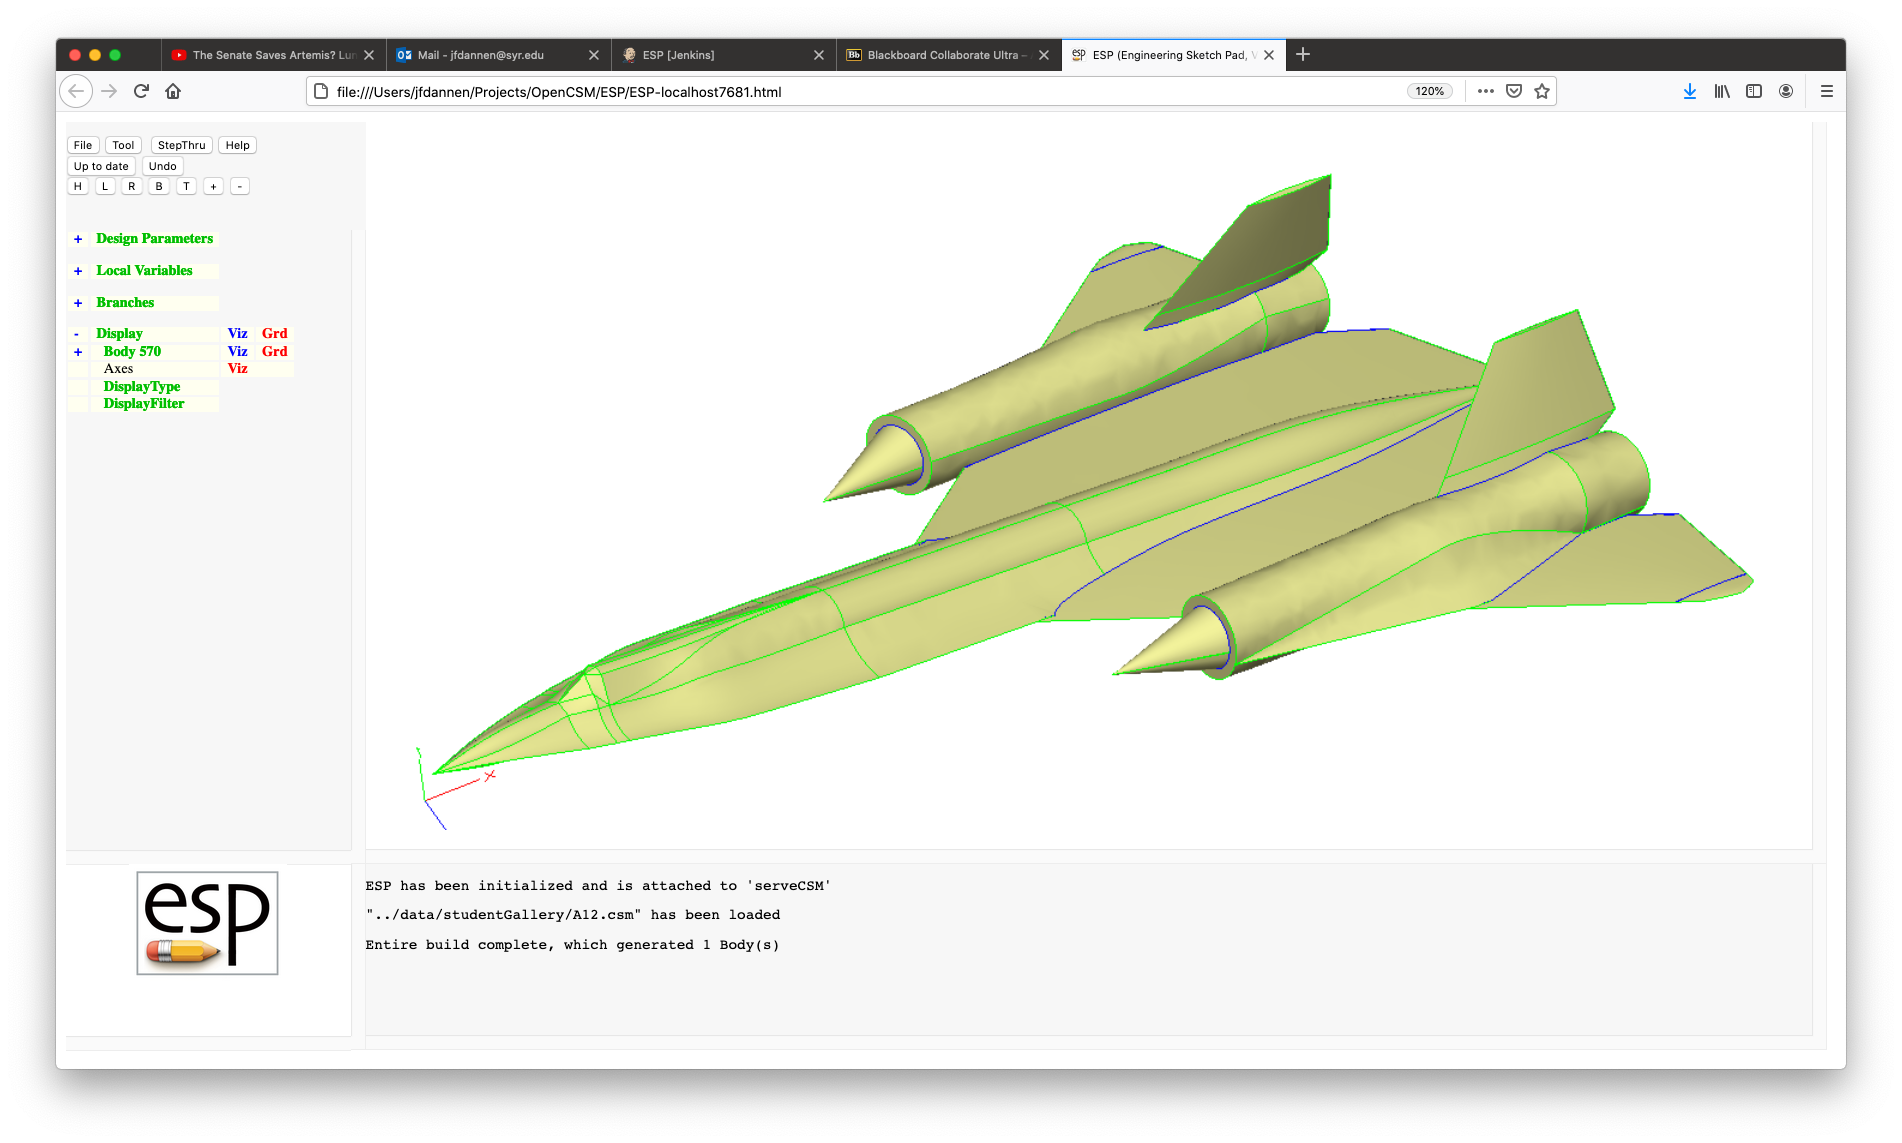 The Senate Saves Artemis? Lun
Mail - jfdannen@syr.edu
ESP [Jenkins]
Bb Blackboard Collaborate Ultra –
esp ESP (Engineering Sketch Pad, V
file:///Users/jfdannen/Projects/OpenCSM/ESP/ESP-localhost7681.html
120%
File Tool StepThru Help
Up to date Undo
H L R B T + -
+ Design Parameters
+ Local Variables
+ Branches
- Display Viz Grd
+ Body 570 Viz Grd
Axes Viz
DisplayType
DisplayFilter
X
esp
ESP has been initialized and is attached to 'serveCSM'
"../data/studentGallery/A12.csm" has been loaded
Entire build complete, which generated 1 Body(s)